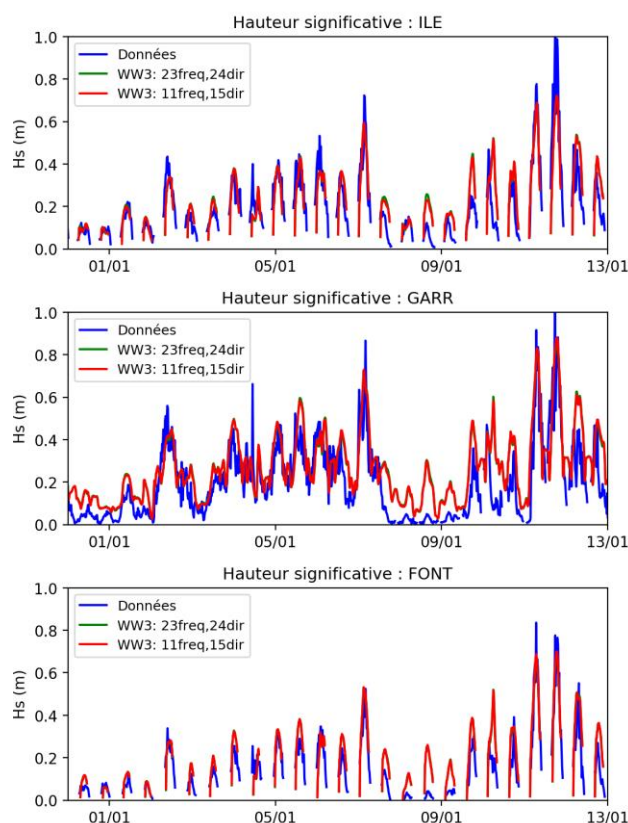 Hauteur significative : ILE
1.0
0.8
0.6
0.4
0.2
0.0
Hs (m)
Données
WW3: 23freq,24dir
WW3: 11freq,15dir
01/01
05/01
09/01
13/01
Hauteur significative : GARR
1.0
0.8
0.6
0.4
0.2
0.0
Hs (m)
Données
WW3: 23freq,24dir
WW3: 11freq,15dir
01/01
05/01
09/01
13/01
Hauteur significative : FONT
1.0
0.8
0.6
0.4
0.2
0.0
Hs (m)
Données
WW3: 23freq,24dir
WW3: 11freq,15dir
01/01
05/01
09/01
13/01